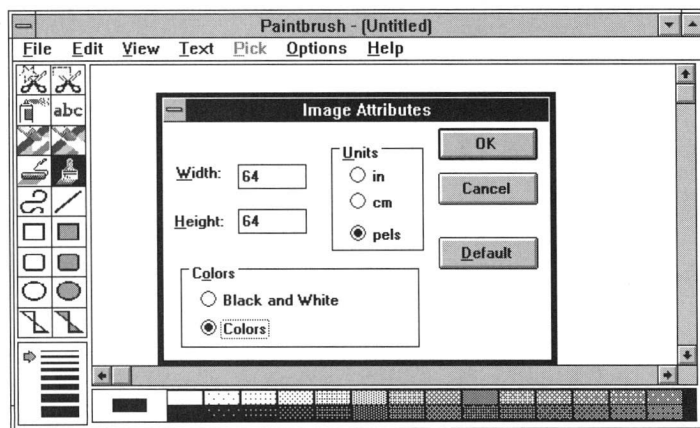 Paintbrush - (Untitled)
File Edit View Text Pick Options Help
abc
Image Attributes
Width: 64
Height: 64
Units
in
cm
pels
OK
Cancel
Default
Colors
Black and White
Colors